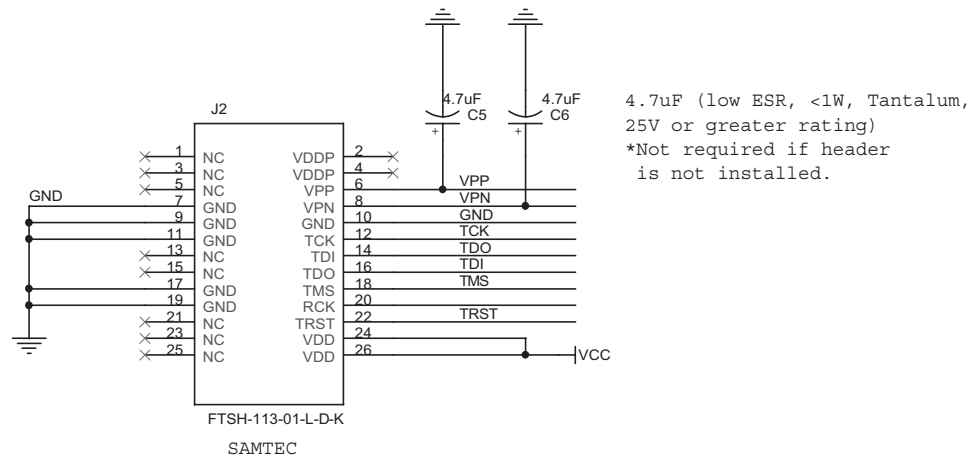 4.7uF
C5
4.7uF
C6
4.7uF (low ESR, <1W, Tantalum,
25V or greater rating)
*Not required if header
is not installed.
+
+
J2
1 NC VDDP 2
3 NC VDDP 4
5 NC VPP 6 VPP
GND 7 GND VPN 8 VPN
9 GND GND 10 GND
11 GND TCK 12 TCK
13 NC TDI 14 TDO
15 NC TDO 16 TDI
17 GND TMS 18 TMS
19 GND RCK 20
21 NC TRST 22 TRST
23 NC VDD 24
25 NC VDD 26 VCC
FTSH-113-01-L-D-K
SAMTEC